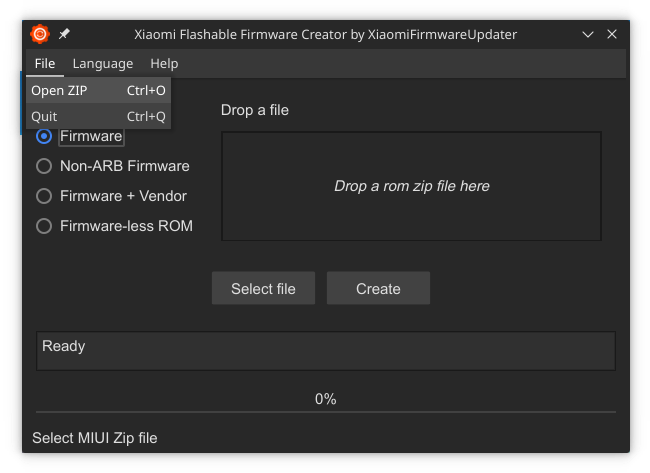 Xiaomi Flashable Firmware Creator by XiaomiFirmwareUpdater
File Language Help
Open ZIP Ctrl+O
Quit Ctrl+Q
Drop a file
Firmware
Non-ARB Firmware
Firmware + Vendor
Firmware-less ROM
Drop a rom zip file here
Select file Create
Ready
0%
Select MIUI Zip file